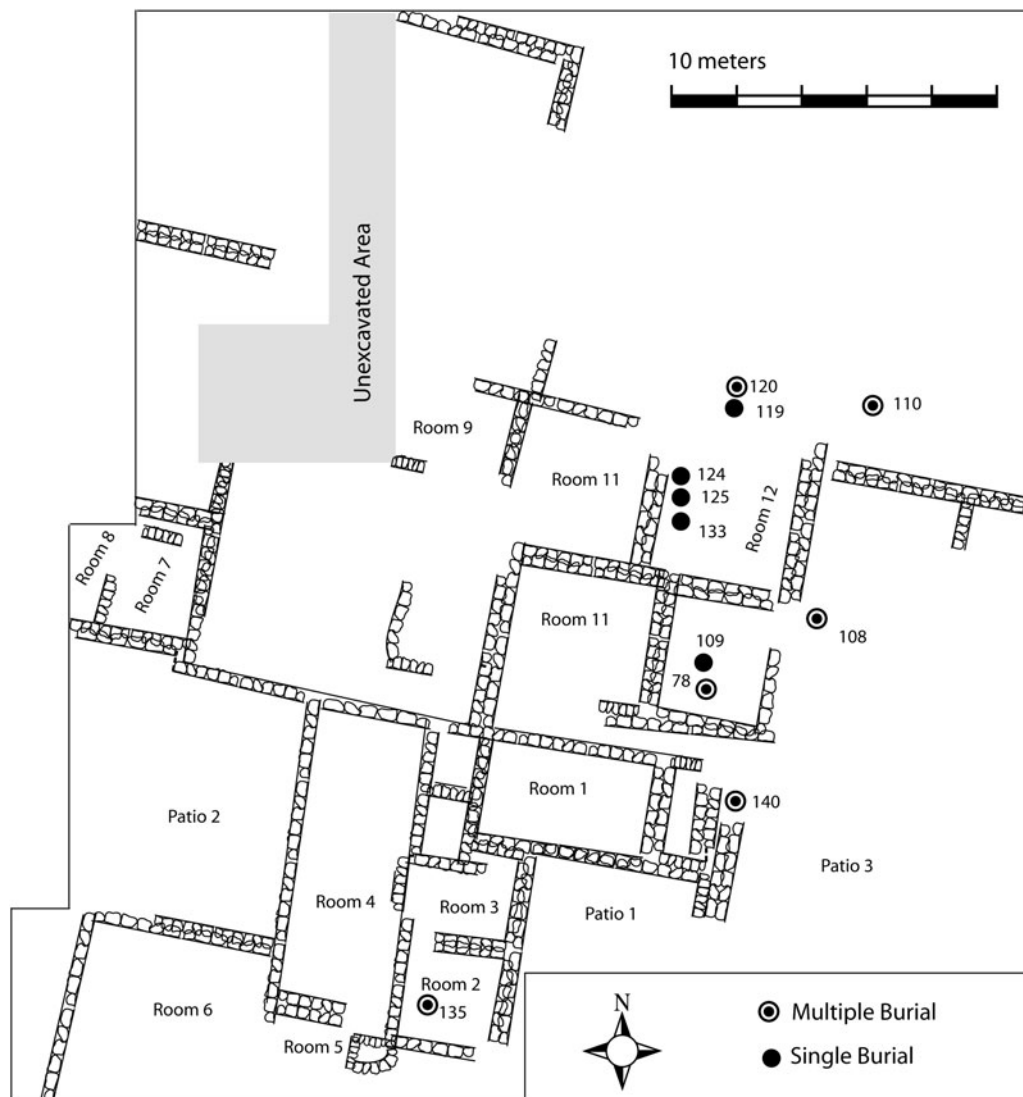 10 meters
Unexcavated Area
120
119
110
Room 9
Room 11
124
125
133
Room 12
Room 8
Room 7
Room 11
108
109
78
Room 1
140
Patio 2
Patio 3
Room 4
Room 3
Patio 1
Room 2
135
Room 6
Room 5
N
Multiple Burial
Single Burial